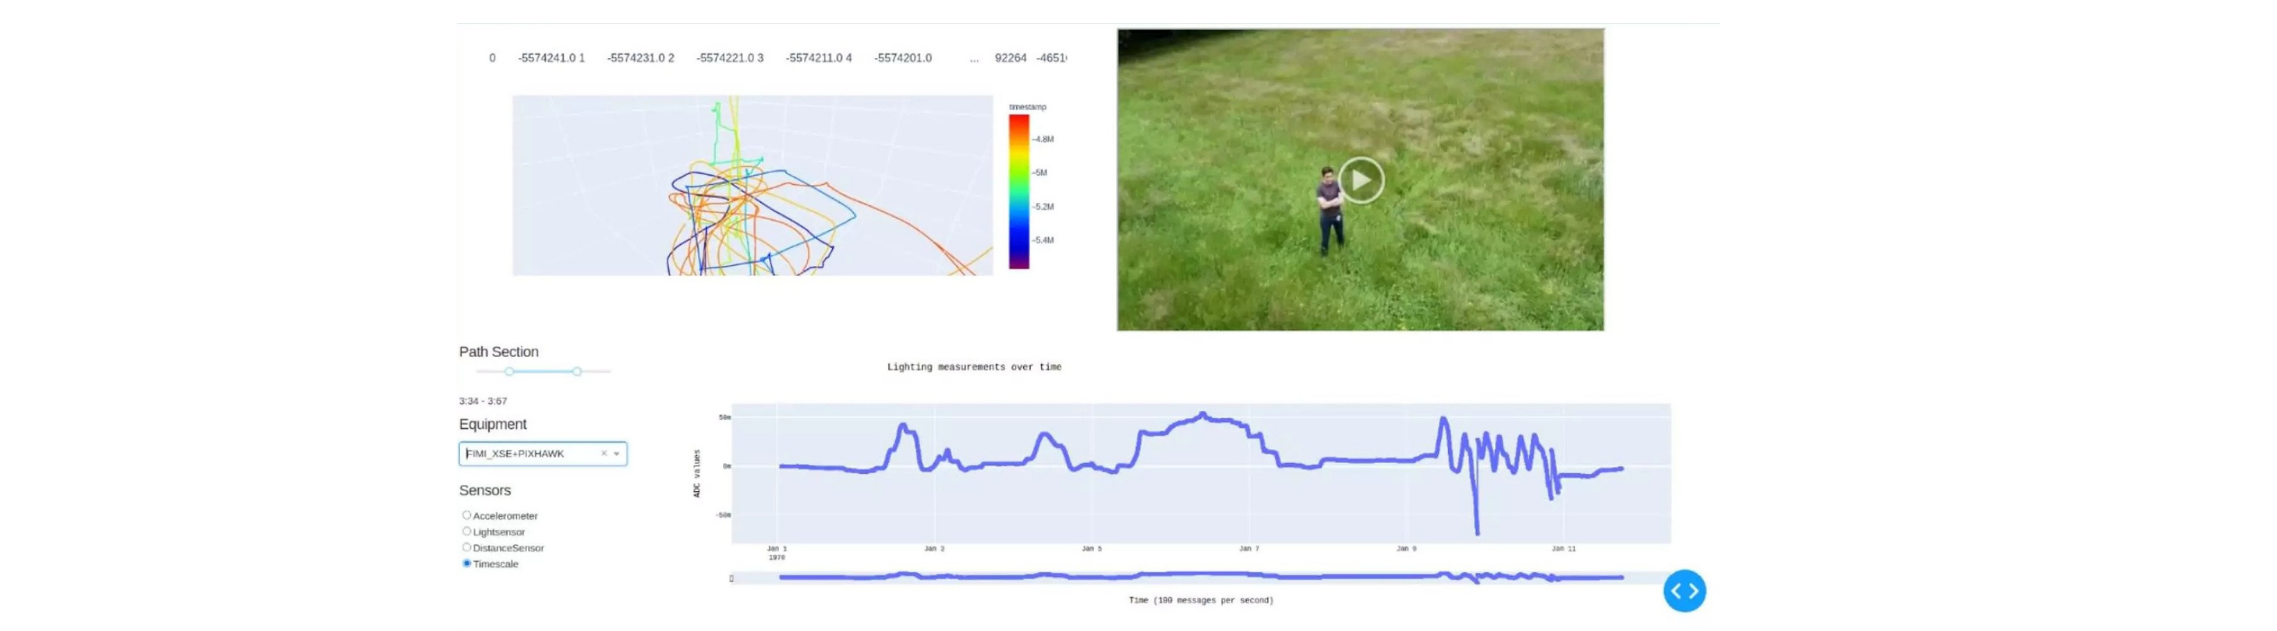 0 -5574241.0 1 -5574231.0 2 -5574221.0 3 -5574211.0 4 -5574201.0 ... 92264 -4651
timestamp
-4.8M
-5M
-5.2M
-5.4M
Path Section
3:34 - 3:67
Equipment
FIMI_XSE+PIXHAWK
Sensors
Accelerometer
Lightsensor
DistanceSensor
Timescale
Lighting measurements over time
ADC values
50m
0m
-50m
Jan 1 Jan 3 Jan 5 Jan 7 Jan 9 Jan 11
1970
Time (100 messages per second)